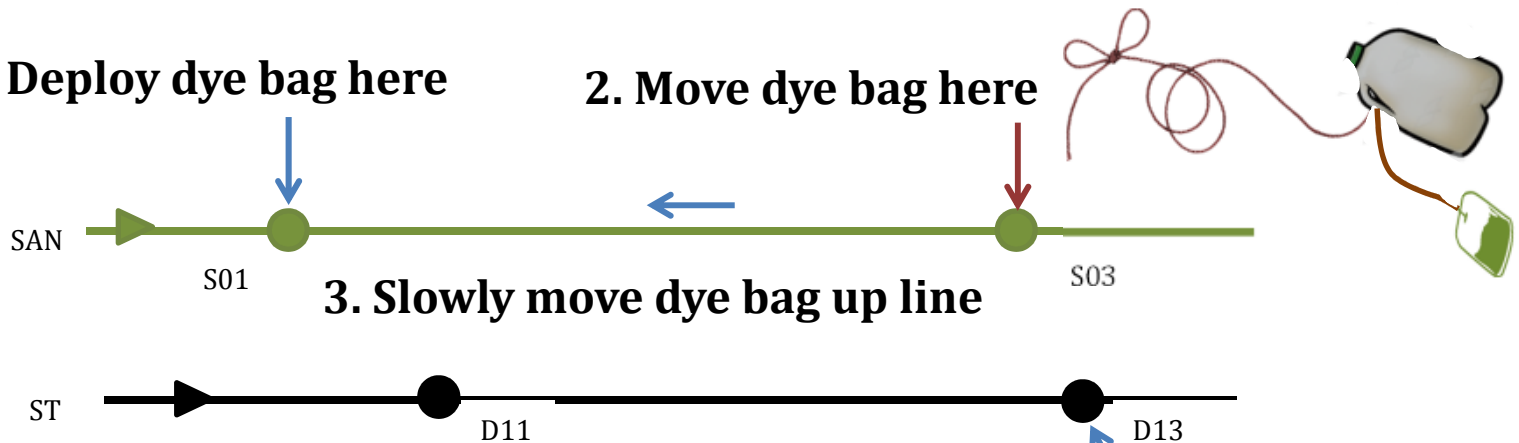 Deploy dye bag here
2. Move dye bag here
SAN
S01
S03
3. Slowly move dye bag up line
ST
D11
D13